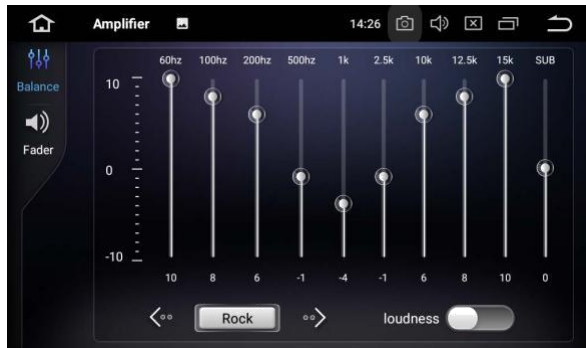 Amplifier 14:26
60hz 100hz 200hz 500hz 1k 2.5k 10k 12.5k 15k SUB
Balance
10
Fader
0
-10
10 8 6 -1 -4 -1 6 8 10 0
Rock loudness